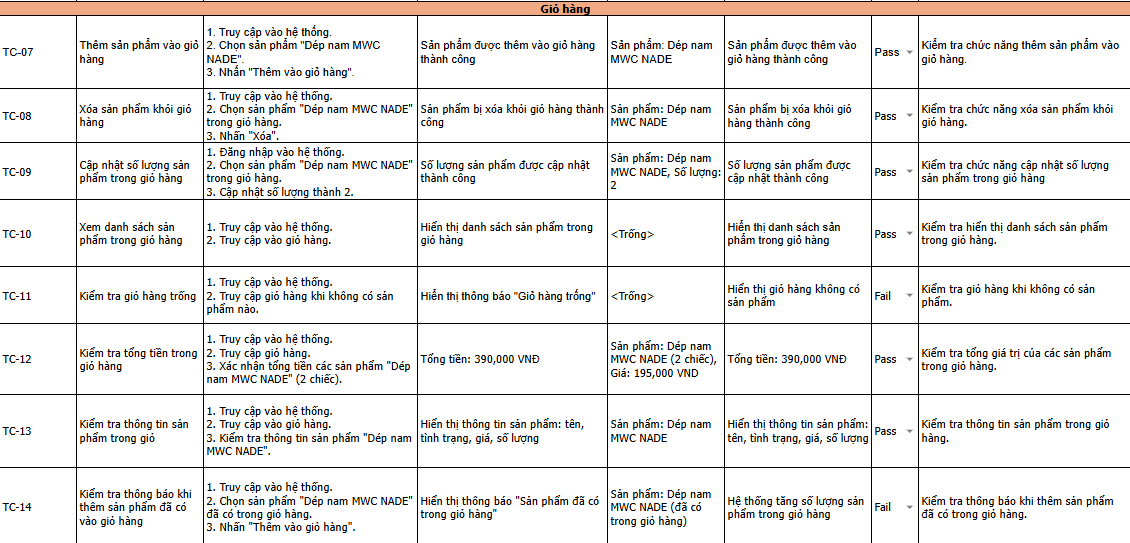 Giỏ hàng
TC-07
Thêm sản phẩm vào giỏ
hàng
1. Truy cập vào hệ thống.
2. Chọn sản phẩm "Dép nam MWC
NADE".
3. Nhấn "Thêm vào giỏ hàng".
Sản phẩm được thêm vào giỏ hàng
thành công
Sản phẩm: Dép nam
MWC NADE
Sản phẩm được thêm vào
giỏ hàng thành công
Pass
Kiểm tra chức năng thêm sản phẩm vào
giỏ hàng.
TC-08
Xóa sản phẩm khỏi giỏ
hàng
1. Truy cập vào hệ thống.
2. Chọn sản phẩm "Dép nam MWC NADE"
trong giỏ hàng.
3. Nhấn "Xóa".
Sản phẩm bị xóa khỏi giỏ hàng thành
công
Sản phẩm: Dép nam
MWC NADE
Sản phẩm bị xóa khỏi giỏ
hàng thành công
Pass
Kiểm tra chức năng xóa sản phẩm khỏi
giỏ hàng.
TC-09
Cập nhật số lượng sản
phẩm trong giỏ hàng
1. Đăng nhập vào hệ thống.
2. Chọn sản phẩm "Dép nam MWC NADE"
trong giỏ hàng.
3. Cập nhật số lượng thành 2.
Số lượng sản phẩm được cập nhật
thành công
Sản phẩm: Dép nam
MWC NADE, Số lượng:
2
Số lượng sản phẩm được
cập nhật thành công
Pass
Kiểm tra chức năng cập nhật số lượng
sản phẩm trong giỏ hàng
TC-10
Xem danh sách sản
phẩm trong giỏ hàng
1. Truy cập vào hệ thống.
2. Truy cập vào giỏ hàng.
Hiển thị danh sách sản phẩm trong
giỏ hàng
<Trống>
Hiển thị danh sách sản
phẩm trong giỏ hàng
Pass
Kiểm tra hiển thị danh sách sản phẩm
trong giỏ hàng.
TC-11
Kiểm tra giỏ hàng trống
1. Truy cập vào hệ thống.
2. Truy cập giỏ hàng khi không có sản
phẩm nào.
Hiển thị thông báo "Giỏ hàng trống"
<Trống>
Hiển thị giỏ hàng không có
sản phẩm
Fail
Kiểm tra giỏ hàng khi không có sản
phẩm.
TC-12
Kiểm tra tổng tiền trong
giỏ hàng
1. Truy cập vào hệ thống.
2. Truy cập giỏ hàng.
3. Xác nhận tổng tiền các sản phẩm "Dép
nam MWC NADE" (2 chiếc).
Tổng tiền: 390,000 VNĐ
Sản phẩm: Dép nam
MWC NADE (2 chiếc),
Giá: 195,000 VND
Tổng tiền: 390,000 VNĐ
Pass
Kiểm tra tổng giá trị của các sản phẩm
trong giỏ hàng.
TC-13
Kiểm tra thông tin sản
phẩm trong giỏ
1. Truy cập vào hệ thống.
2. Truy cập vào giỏ hàng.
3. Kiểm tra thông tin sản phẩm "Dép nam
MWC NADE".
Hiển thị thông tin sản phẩm: tên,
tình trạng, giá, số lượng
Sản phẩm: Dép nam
MWC NADE
Hiển thị thông tin sản phẩm:
tên, tình trạng, giá, số lượng
Pass
Kiểm tra thông tin sản phẩm trong giỏ
hàng.
TC-14
Kiểm tra thông báo khi
thêm sản phẩm đã có
vào giỏ hàng
1. Truy cập vào hệ thống.
2. Chọn sản phẩm "Dép nam MWC NADE"
đã có trong giỏ hàng.
3. Nhấn "Thêm vào giỏ hàng".
Hiển thị thông báo "Sản phẩm đã có
trong giỏ hàng"
Sản phẩm: Dép nam
MWC NADE (đã có
trong giỏ hàng)
Hệ thống tăng số lượng sản
phẩm trong giỏ hàng
Fail
Kiểm tra thông báo khi thêm sản phẩm
đã có trong giỏ hàng.